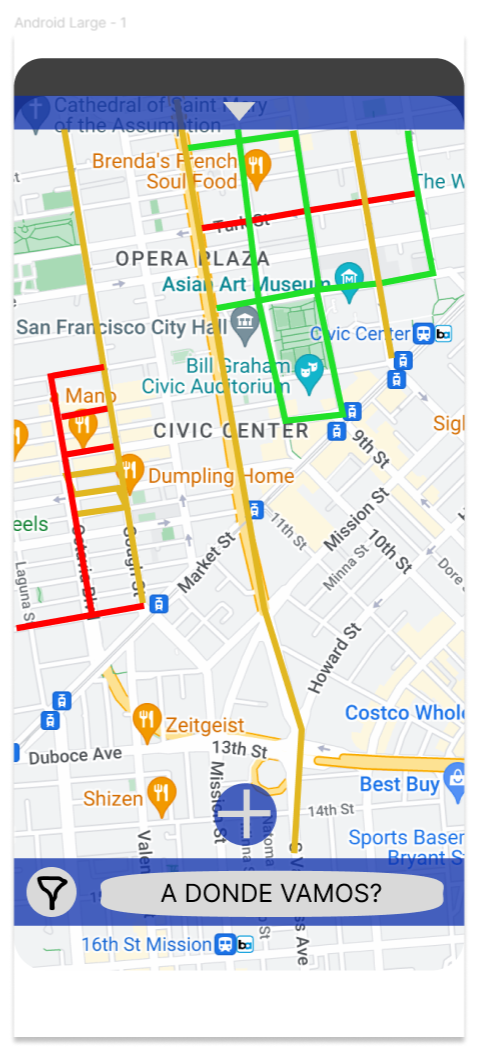 Android Large - 1
Cathedral of Saint Mary
of the Assumption
Brenda's French
Soul Food
The W
Turk St
OPERA PLAZA
Asian Art Museum
San Francisco City Hall
Civic Center
Bill Graham
Civic Auditorium
Mano
CIVIC CENTER
Sigl
9th St
Dumpling Home
eels
Mission St
11th St
10th St
Octavia Blvd
Gough St
Market St
Minna St
Laguna S
Dore
Howard St
Costco Whole
Zeitgeist
13th St
Duboce Ave
Best Buy
Shizen
Mission St
14th St
Natoma
Valen
Sports Basem
Bryant S
S Van Ness Ave
A DONDE VAMOS?
16th St Mission